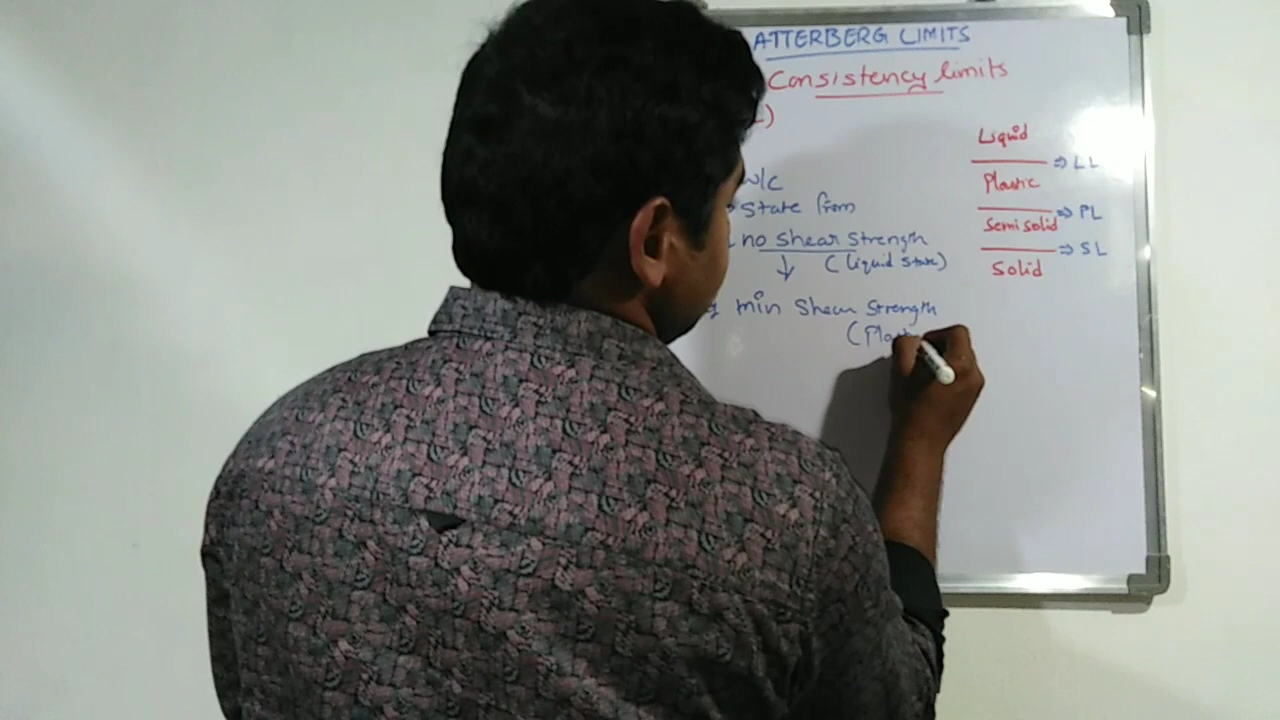 ATTERBERG LIMITS
Consistency limits
w/c
State from
no shear strength
(liquid state)
min shear strength
Liquid
⇒ LL
Plastic
⇒ PL
Semi solid
⇒ SL
Solid